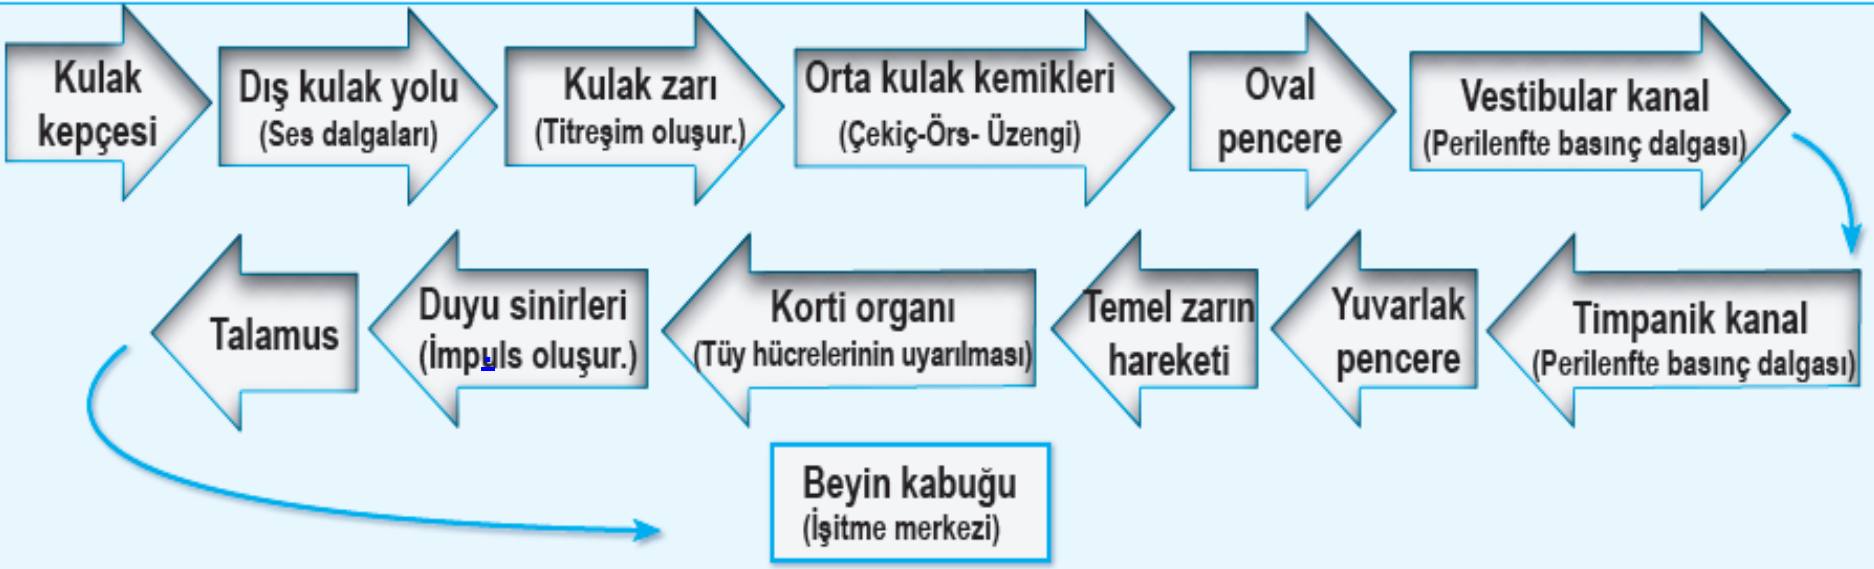 Kulak
kepçesi
Dış kulak yolu
(Ses dalgaları)
Kulak zarı
(Titreşim oluşur.)
Orta kulak kemikleri
(Çekiç-Örs- Üzengi)
Oval
pencere
Vestibular kanal
(Perilenfte basınç dalgası)
Timpanik kanal
(Perilenfte basınç dalgası)
Yuvarlak
pencere
Temel zarın
hareketi
Korti organı
(Tüy hücrelerinin uyarılması)
Duyu sinirleri
(İmpuls oluşur.)
Talamus
Beyin kabuğu
(İşitme merkezi)